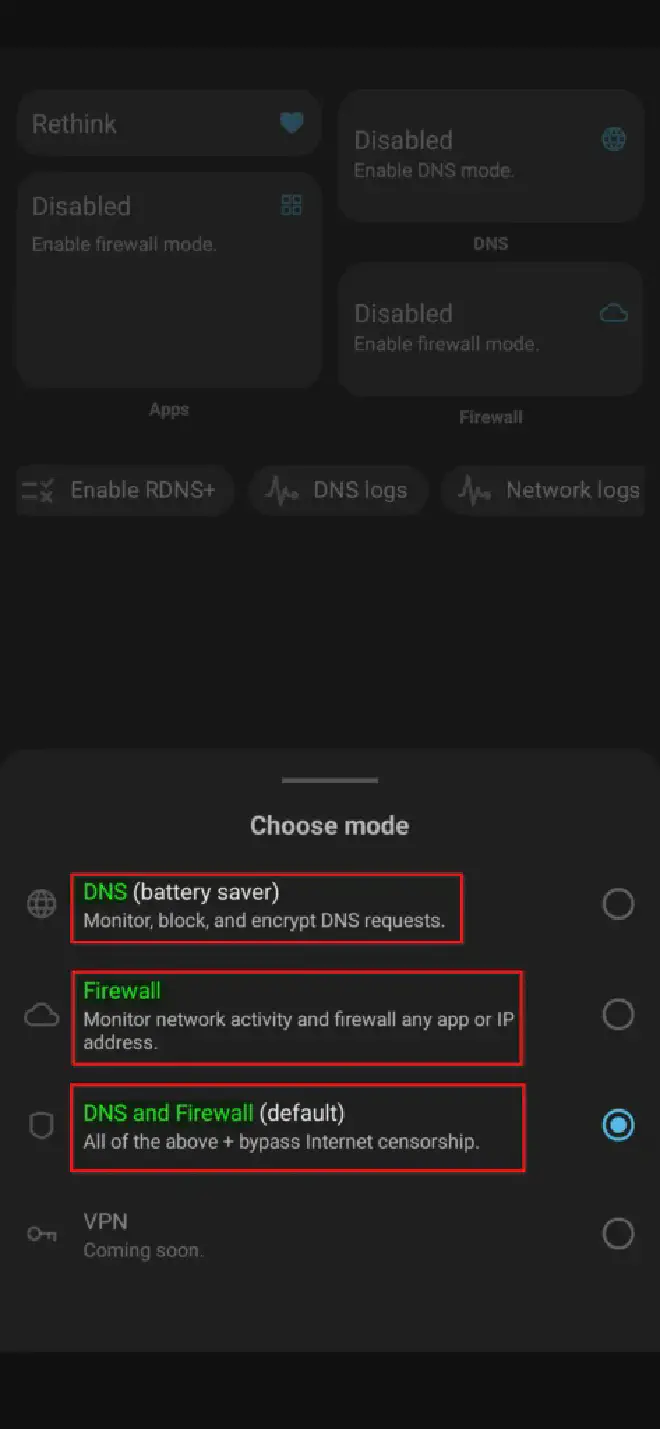 Rethink
Disabled
Enable firewall mode.
Apps
Disabled
Enable DNS mode.
DNS
Disabled
Enable firewall mode.
Firewall
Enable RDNS+
DNS logs
Network logs
Choose mode
DNS (battery saver)
Monitor, block, and encrypt DNS requests.
Firewall
Monitor network activity and firewall any app or IP
address.
DNS and Firewall (default)
All of the above + bypass Internet censorship.
VPN
Coming soon.